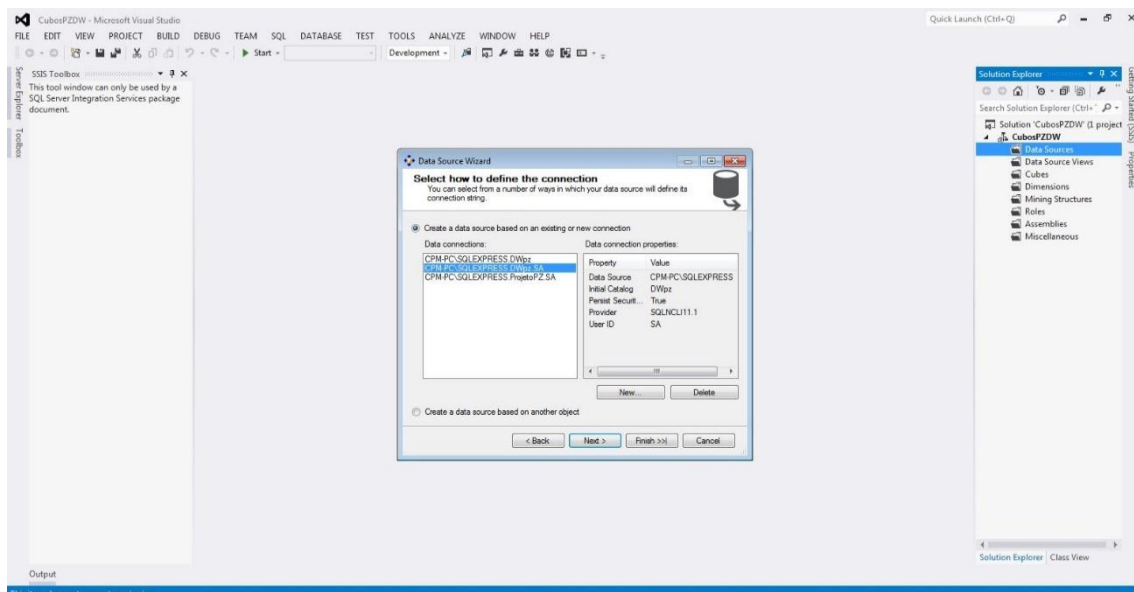 CubosPZDW - Microsoft Visual Studio
Quick Launch (Ctrl+Q)
FILE EDIT VIEW PROJECT BUILD DEBUG TEAM SQL DATABASE TEST TOOLS ANALYZE WINDOW HELP
Start
Development
Server Explorer
Toolbox
SSIS Toolbox
This tool window can only be used by a
SQL Server Integration Services package
document.
Data Source Wizard
Select how to define the connection
You can select from a number of ways in which your data source will define its
connection string.
Create a data source based on an existing or new connection
Data connections:
CPM-PC\SQLEXPRESS.DWpz
CPM-PC\SQLEXPRESS.DWpz.SA
CPM-PC\SQLEXPRESS.ProjetoPZ.SA
Data connection properties:
Property Value
Data Source CPM-PC\SQLEXPRESS
Initial Catalog DWpz
Persist Securit... True
Provider SQLNCLI11.1
User ID SA
New... Delete
Create a data source based on another object
< Back Next > Finish >>| Cancel
Solution Explorer
Search Solution Explorer (Ctrl+
Solution 'CubosPZDW' (1 project
CubosPZDW
Data Sources
Data Source Views
Cubes
Dimensions
Mining Structures
Roles
Assemblies
Miscellaneous
Solution Explorer Class View
Getting Started (SSIS)
Properties
Output